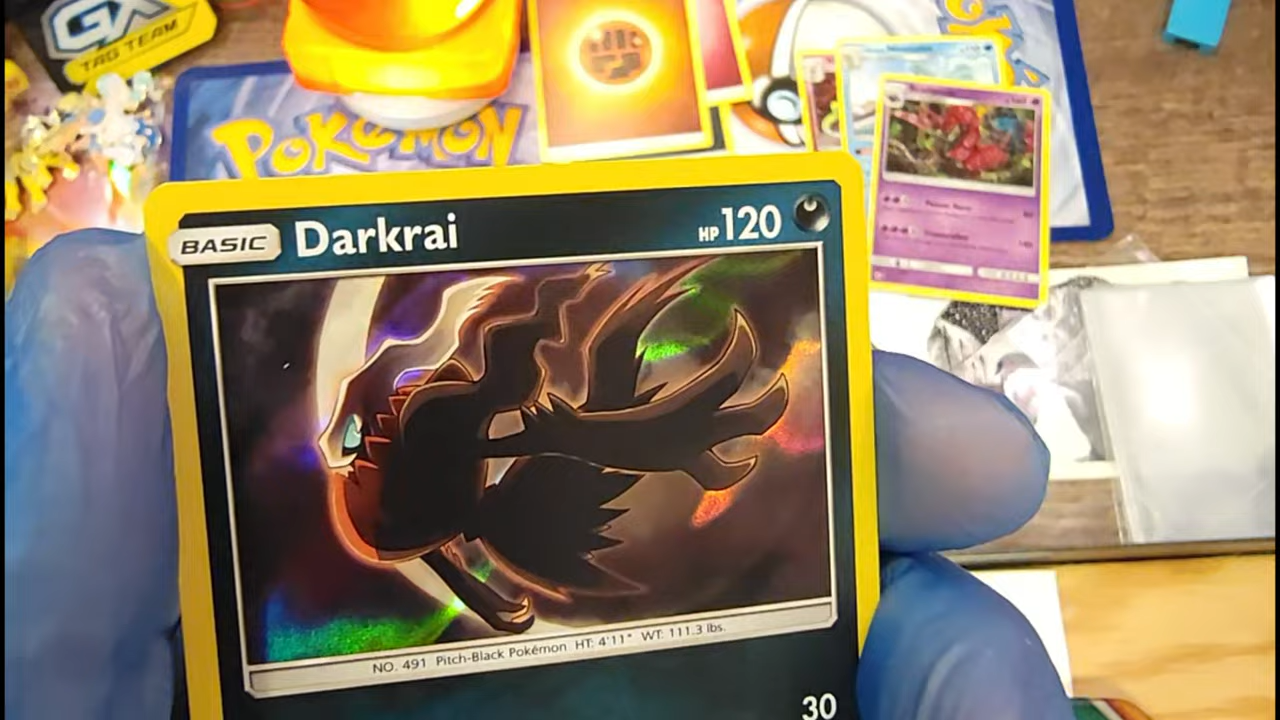 GX
TAG TEAM
POKéMON
BASIC Darkrai HP 120
NO. 491 Pitch-Black Pokémon HT: 4'11" WT: 111.3 lbs.
30